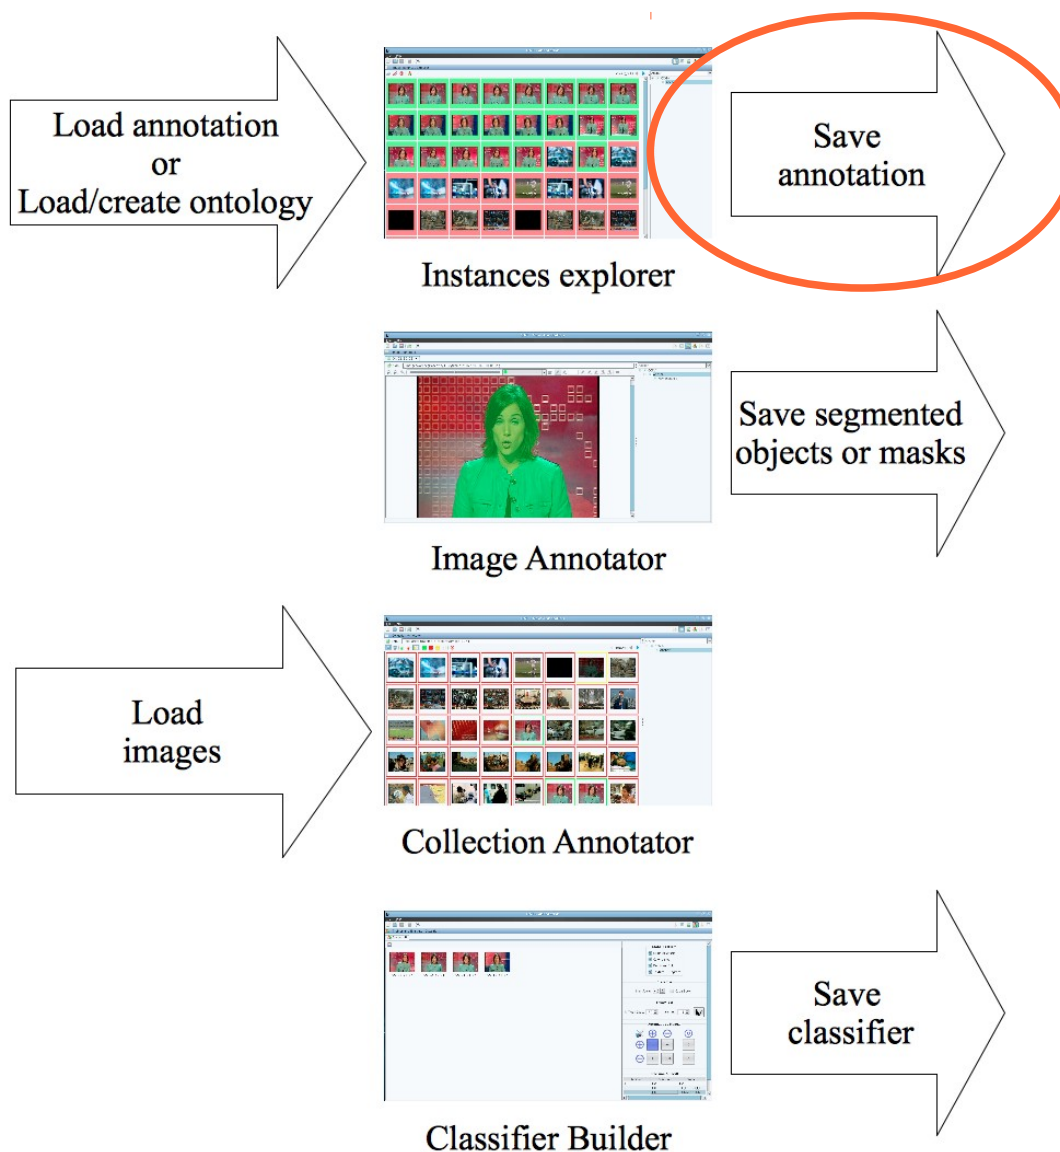 Load annotation
or
Load/create ontology
Instances explorer
Save
annotation
Image Annotator
Save segmented
objects or masks
Load
images
Collection Annotator
Classifier Builder
Save
classifier